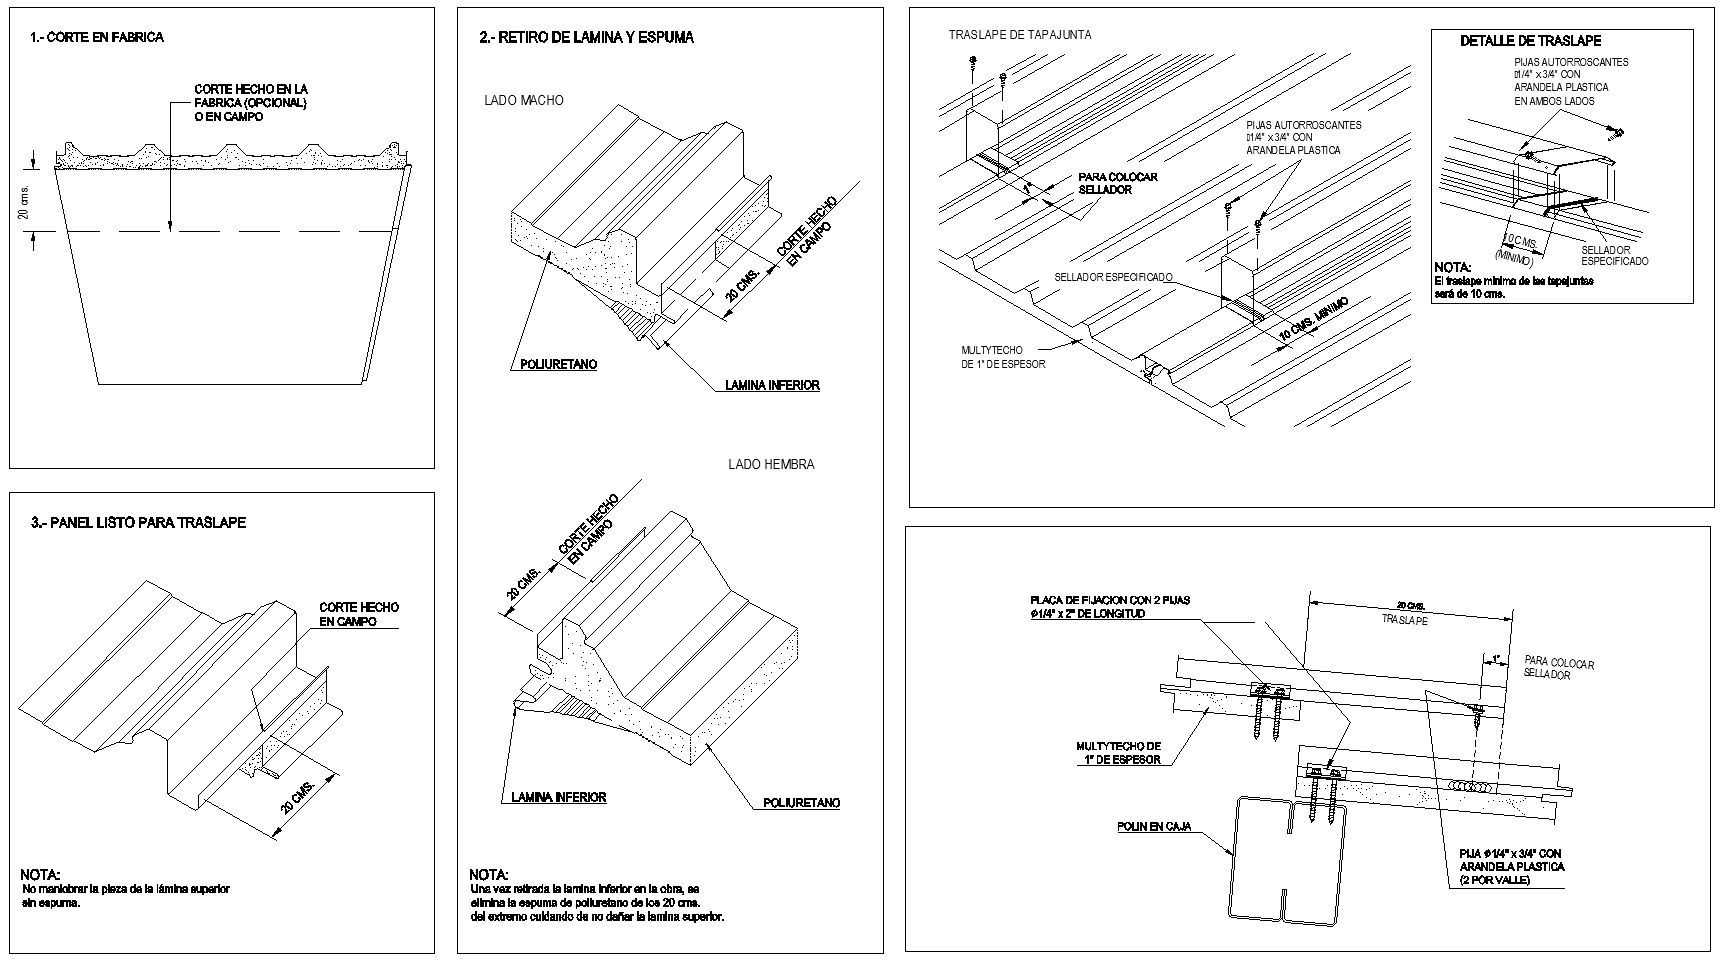 1.- CORTE EN FABRICA
CORTE HECHO EN LA
FABRICA (OPCIONAL)
O EN CAMPO
20 cms.
2.- RETIRO DE LAMINA Y ESPUMA
LADO MACHO
CORTE HECHO
EN CAMPO
20 CMS.
POLIURETANO
LAMINA INFERIOR
LADO HEMBRA
CORTE HECHO
EN CAMPO
20 CMS.
LAMINA INFERIOR
POLIURETANO
NOTA:
Una vez retirada la lamina inferior en la obra, se
elimina la espuma de poliuretano de los 20 cms.
del extremo cuidando de no dañar la lamina superior.
3.- PANEL LISTO PARA TRASLAPE
CORTE HECHO
EN CAMPO
20 CMS.
NOTA:
No maniobrar la pieza de la lámina superior
sin espuma.
TRASLAPE DE TAPAJUNTA
PIJAS AUTORROSCANTES
▯1/4" x 3/4" CON
ARANDELA PLASTICA
1"
PARA COLOCAR
SELLADOR
SELLADOR ESPECIFICADO
10 CMS. MINIMO
MULTYTECHO
DE 1" DE ESPESOR
DETALLE DE TRASLAPE
PIJAS AUTORROSCANTES
▯1/4" x 3/4" CON
ARANDELA PLASTICA
EN AMBOS LADOS
10 CMS.
(MINIMO)
SELLADOR
ESPECIFICADO
NOTA:
El traslape minimo de las tapajuntas
será de 10 cms.
PLACA DE FIJACION CON 2 PIJAS
ø1/4" x 2" DE LONGITUD
20 CMS.
TRASLAPE
1"
PARA COLOCAR
SELLADOR
MULTYTECHO DE
1" DE ESPESOR
POLIN EN CAJA
PIJA ø1/4" x 3/4" CON
ARANDELA PLASTICA
(2 POR VALLE)